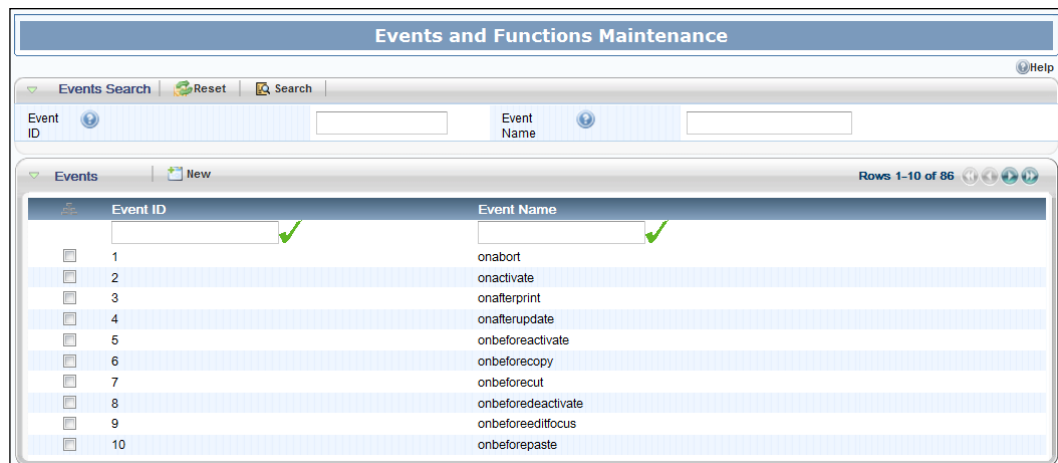 Events and Functions Maintenance
Help
Events Search Reset Search
Event ID Event Name
Events New Rows 1-10 of 86
Event ID Event Name
1 onabort
2 onactivate
3 onafterprint
4 onafterupdate
5 onbeforeactivate
6 onbeforecopy
7 onbeforecut
8 onbeforedeactivate
9 onbeforeeditfocus
10 onbeforepaste